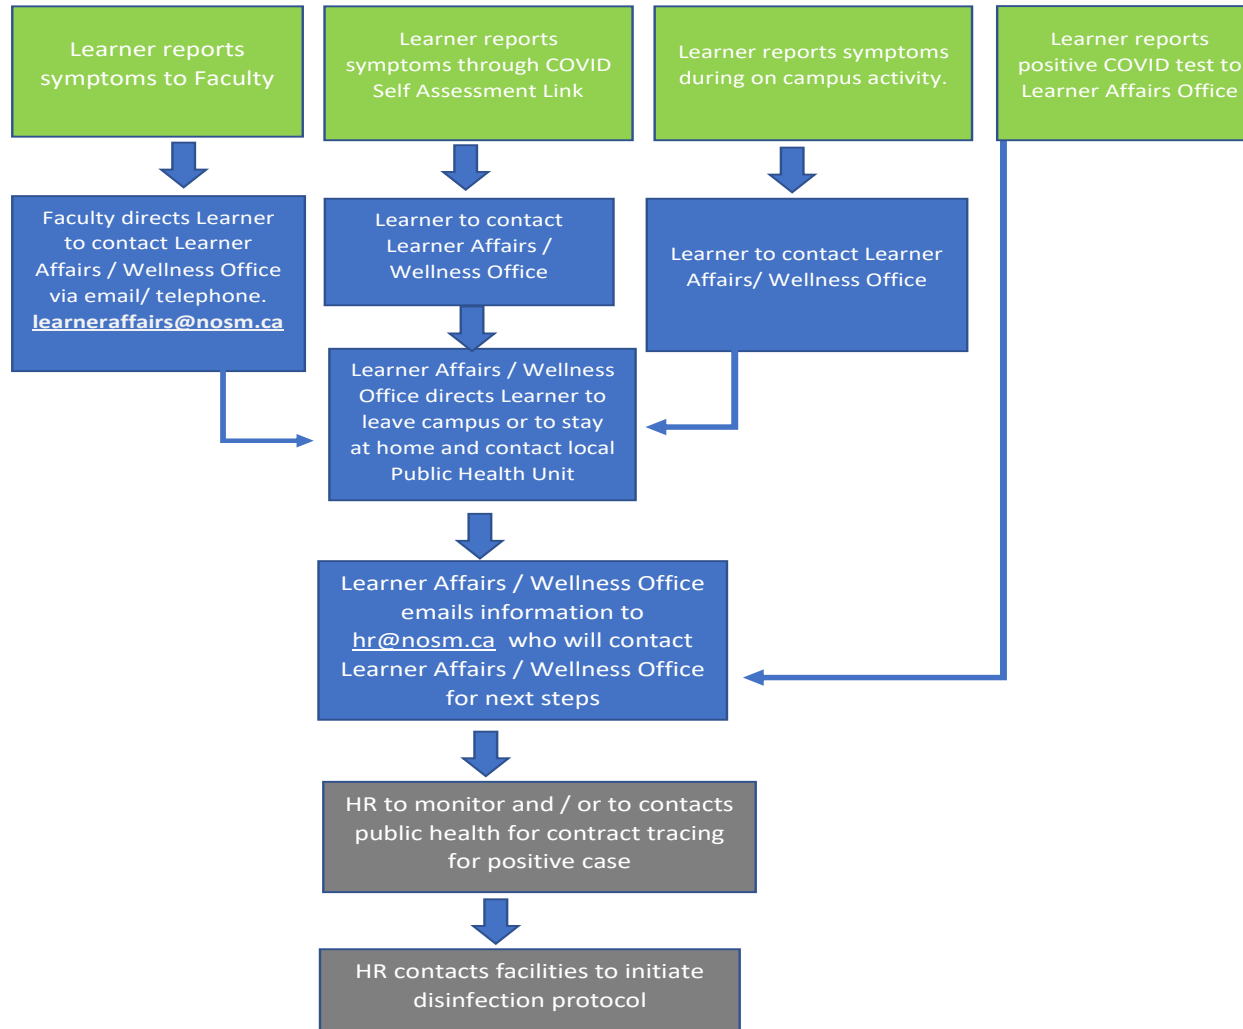 Learner reports
symptoms to Faculty
Learner reports
symptoms through COVID
Self Assessment Link
Learner reports symptoms
during on campus activity.
Learner reports
positive COVID test to
Learner Affairs Office
Faculty directs Learner
to contact Learner
Affairs / Wellness Office
via email/ telephone.
learneraffairs@nosm.ca
Learner to contact
Learner Affairs /
Wellness Office
Learner to contact Learner
Affairs/ Wellness Office
Learner Affairs / Wellness
Office directs Learner to
leave campus or to stay
at home and contact local
Public Health Unit
Learner Affairs / Wellness Office
emails information to
hr@nosm.ca who will contact
Learner Affairs / Wellness Office
for next steps
HR to monitor and / or to contacts
public health for contract tracing
for positive case
HR contacts facilities to initiate
disinfection protocol